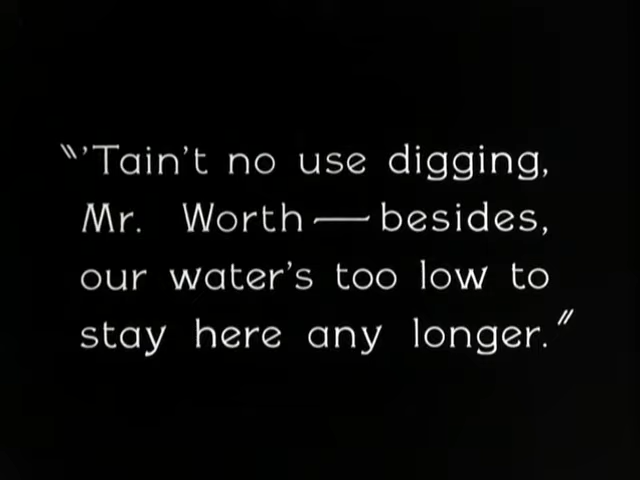 "'Tain't no use digging,
Mr. Worth — besides,
our water's too low to
stay here any longer."